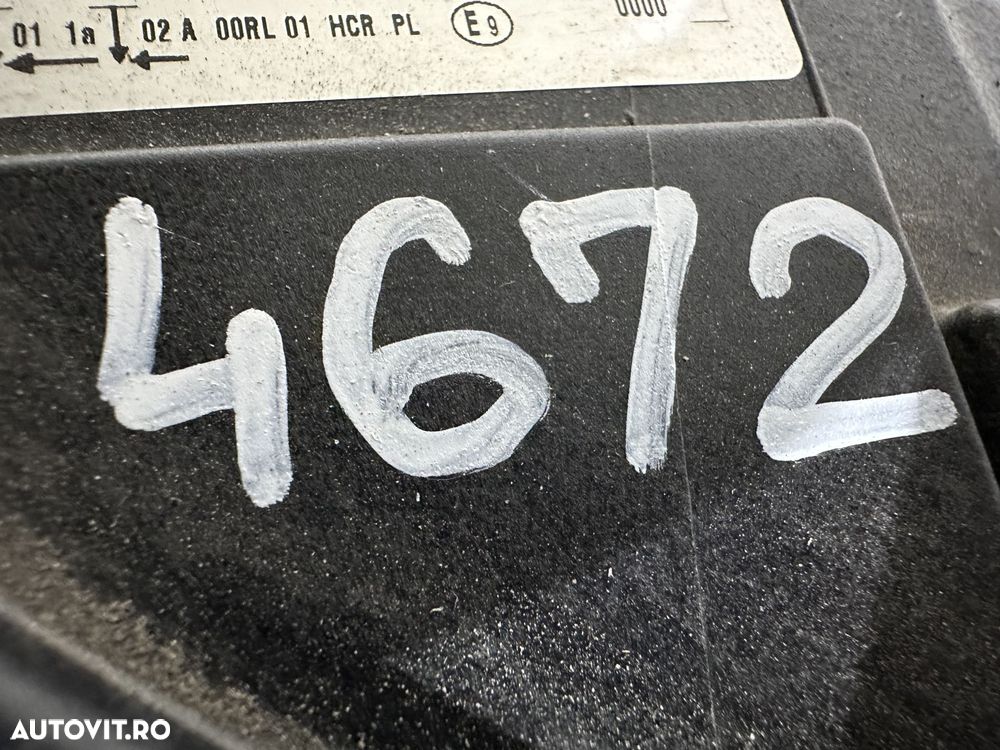 01 1a 02 A 00RL 01 HCR PL E9
0000
4672
AUTOVIT.RO